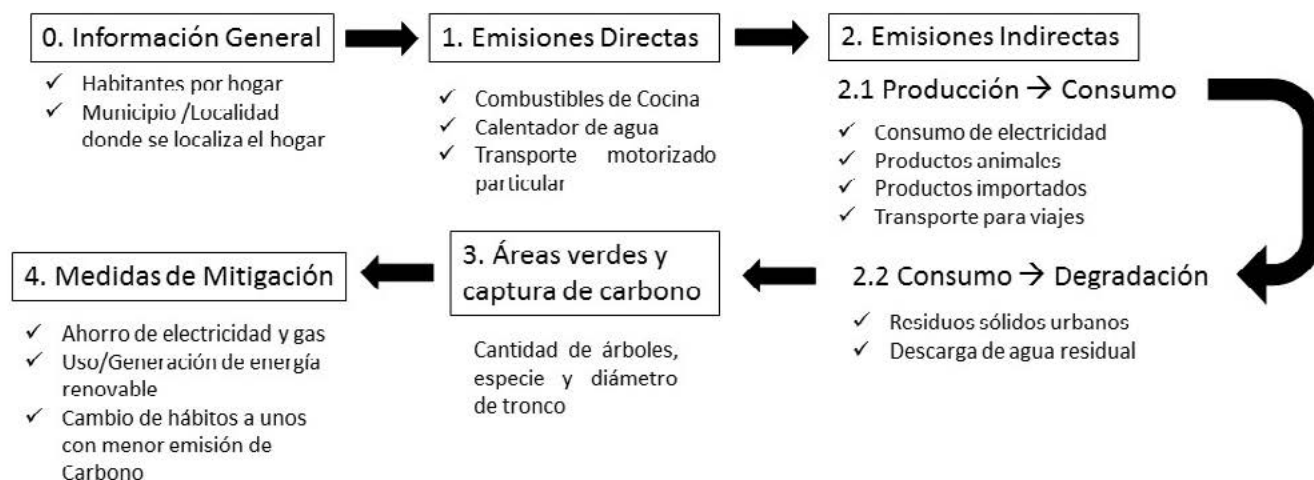 0. Información General
✓ Habitantes por hogar
✓ Municipio /Localidad
donde se localiza el hogar
1. Emisiones Directas
✓ Combustibles de Cocina
✓ Calentador de agua
✓ Transporte motorizado
particular
2. Emisiones Indirectas
2.1 Producción → Consumo
✓ Consumo de electricidad
✓ Productos animales
✓ Productos importados
✓ Transporte para viajes
2.2 Consumo → Degradación
✓ Residuos sólidos urbanos
✓ Descarga de agua residual
3. Áreas verdes y
captura de carbono
Cantidad de árboles,
especie y diámetro
de tronco
4. Medidas de Mitigación
✓ Ahorro de electricidad y gas
✓ Uso/Generación de energía
renovable
✓ Cambio de hábitos a unos
con menor emisión de
Carbono